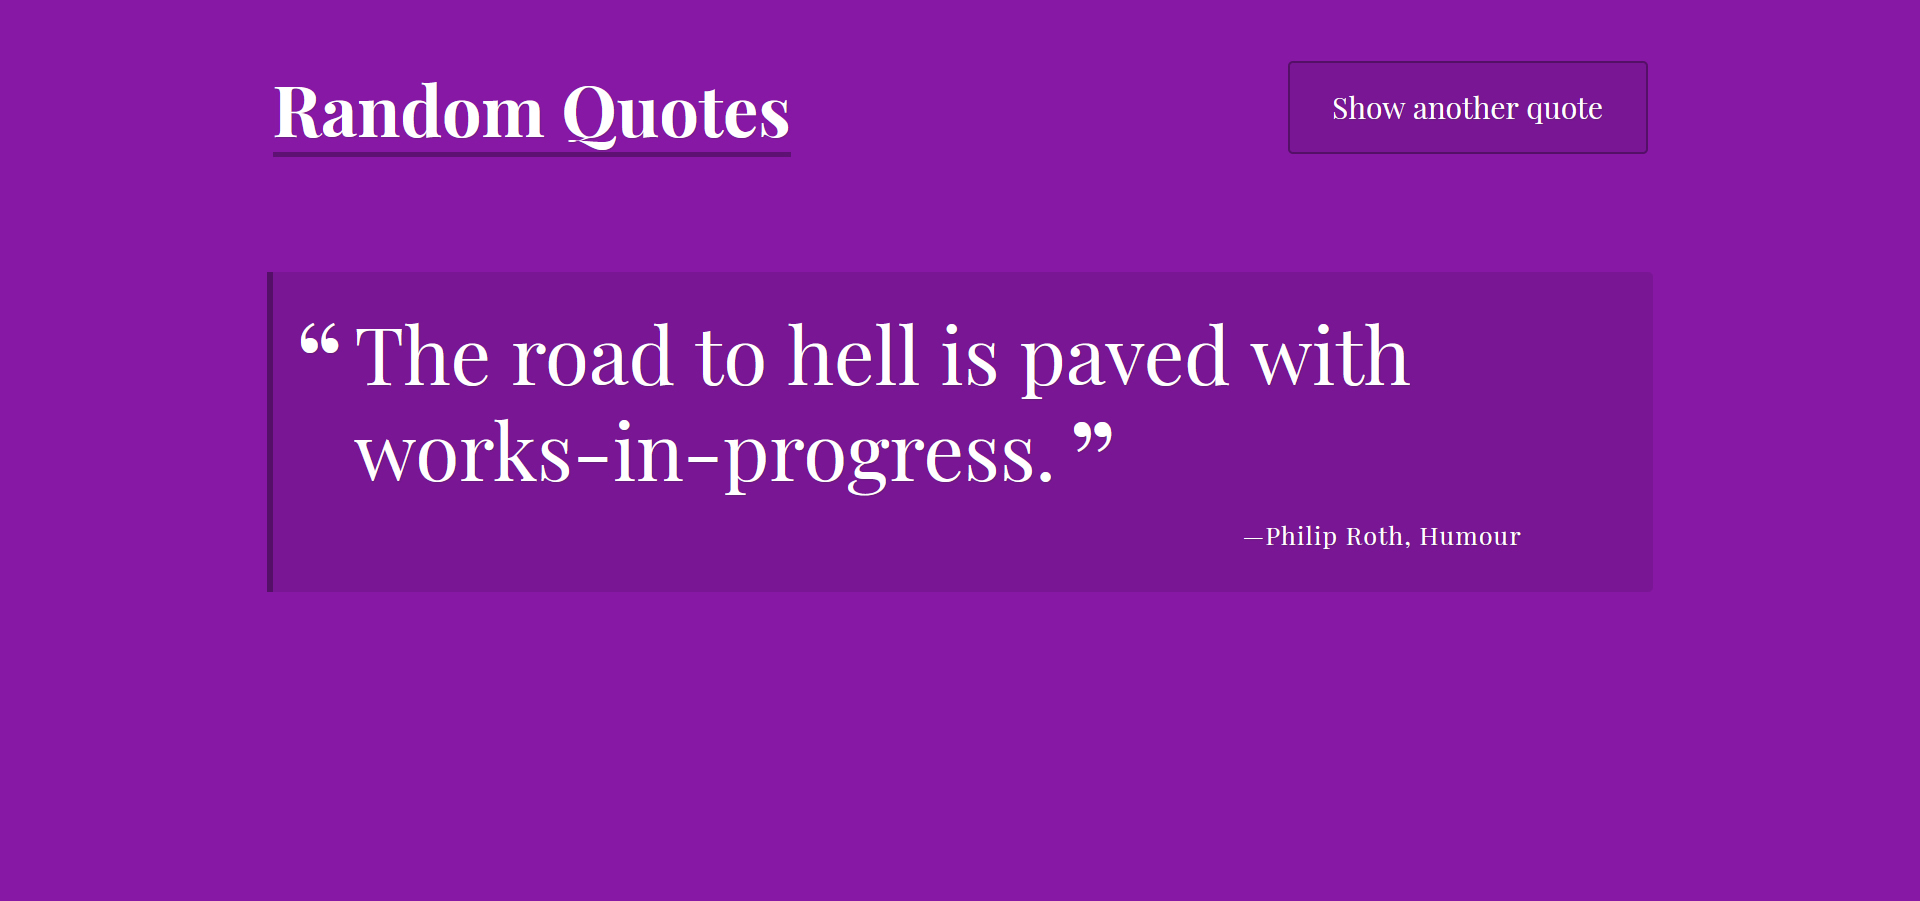 Random Quotes
Show another quote
“ The road to hell is paved with
works-in-progress. ”
—Philip Roth, Humour